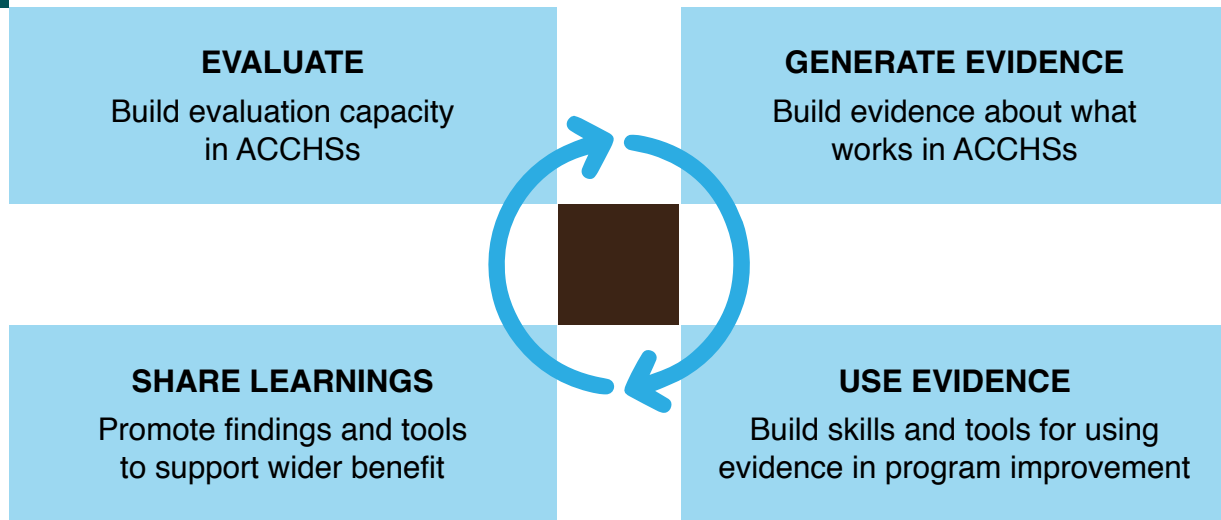 EVALUATE
Build evaluation capacity
in ACCHSs
GENERATE EVIDENCE
Build evidence about what
works in ACCHSs
SHARE LEARNINGS
Promote findings and tools
to support wider benefit
USE EVIDENCE
Build skills and tools for using
evidence in program improvement